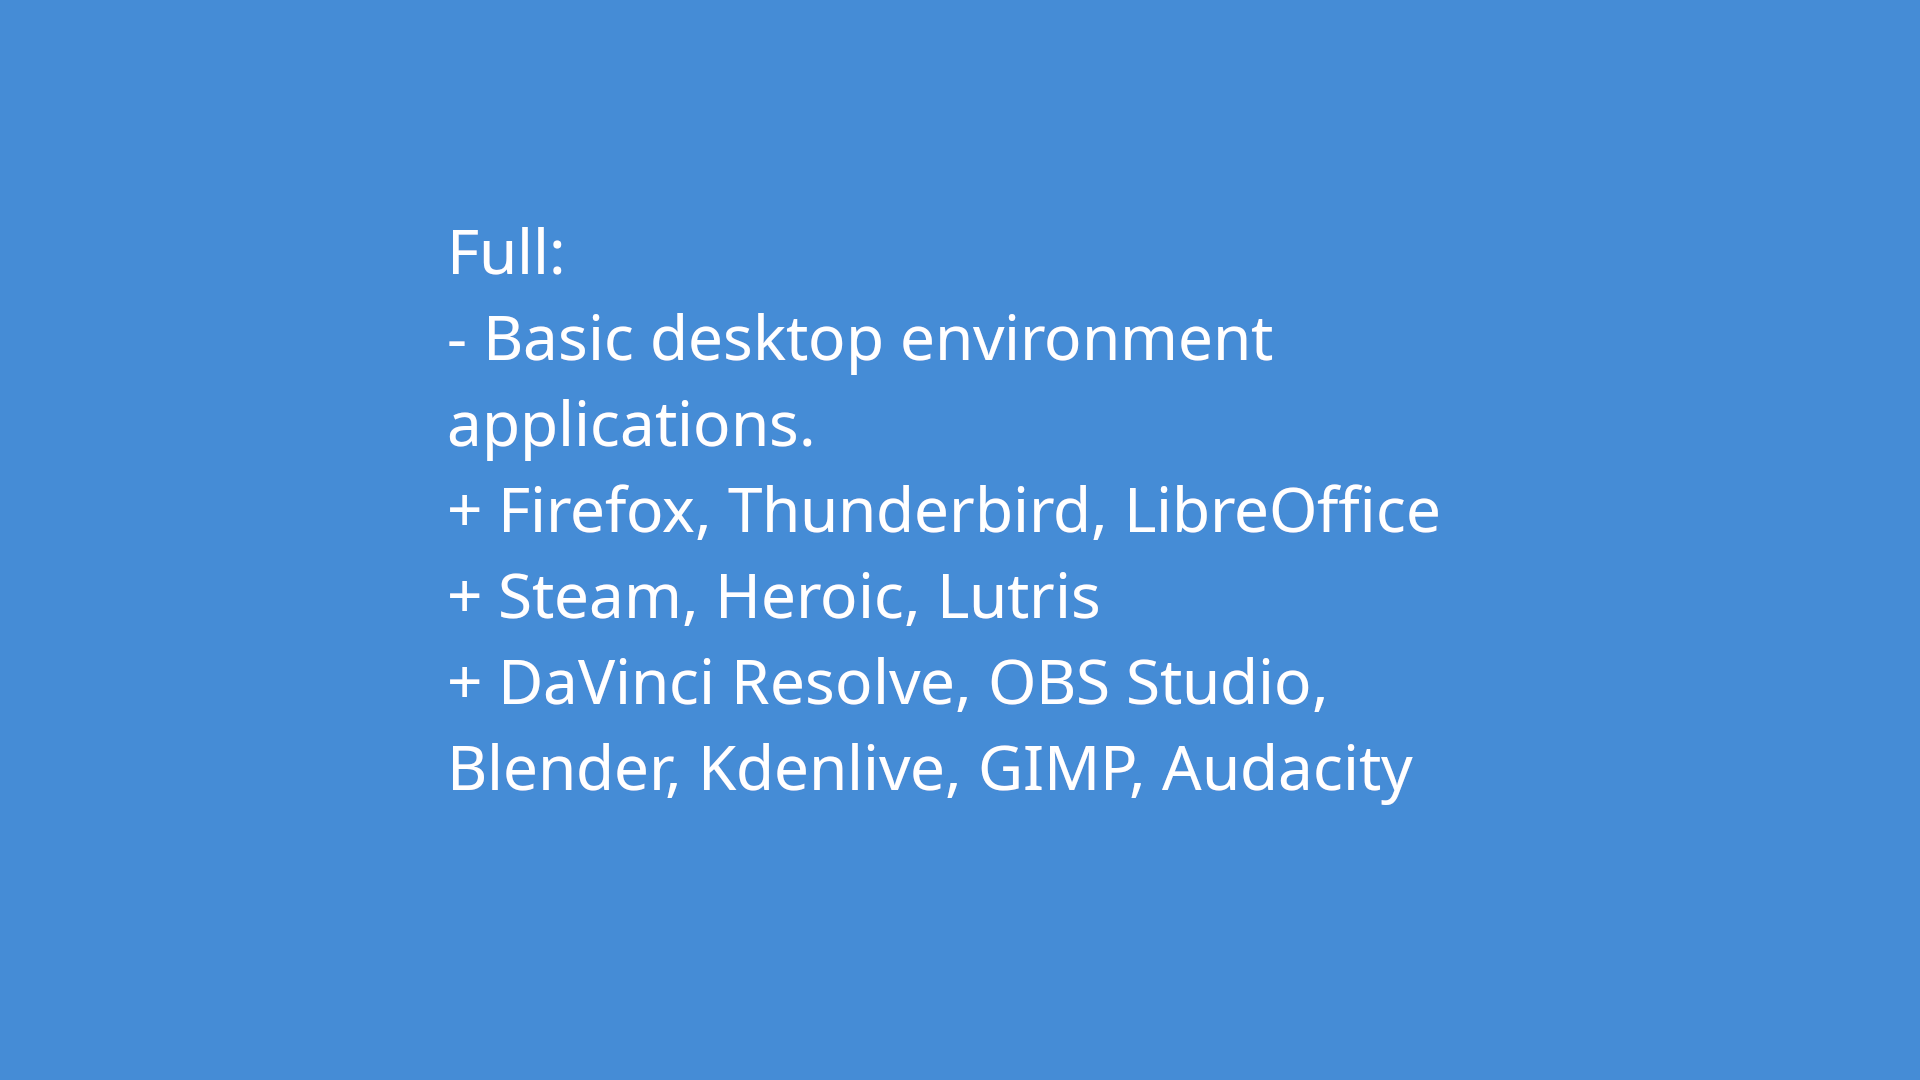 Full:
- Basic desktop environment
applications.
+ Firefox, Thunderbird, LibreOffice
+ Steam, Heroic, Lutris
+ DaVinci Resolve, OBS Studio,
Blender, Kdenlive, GIMP, Audacity